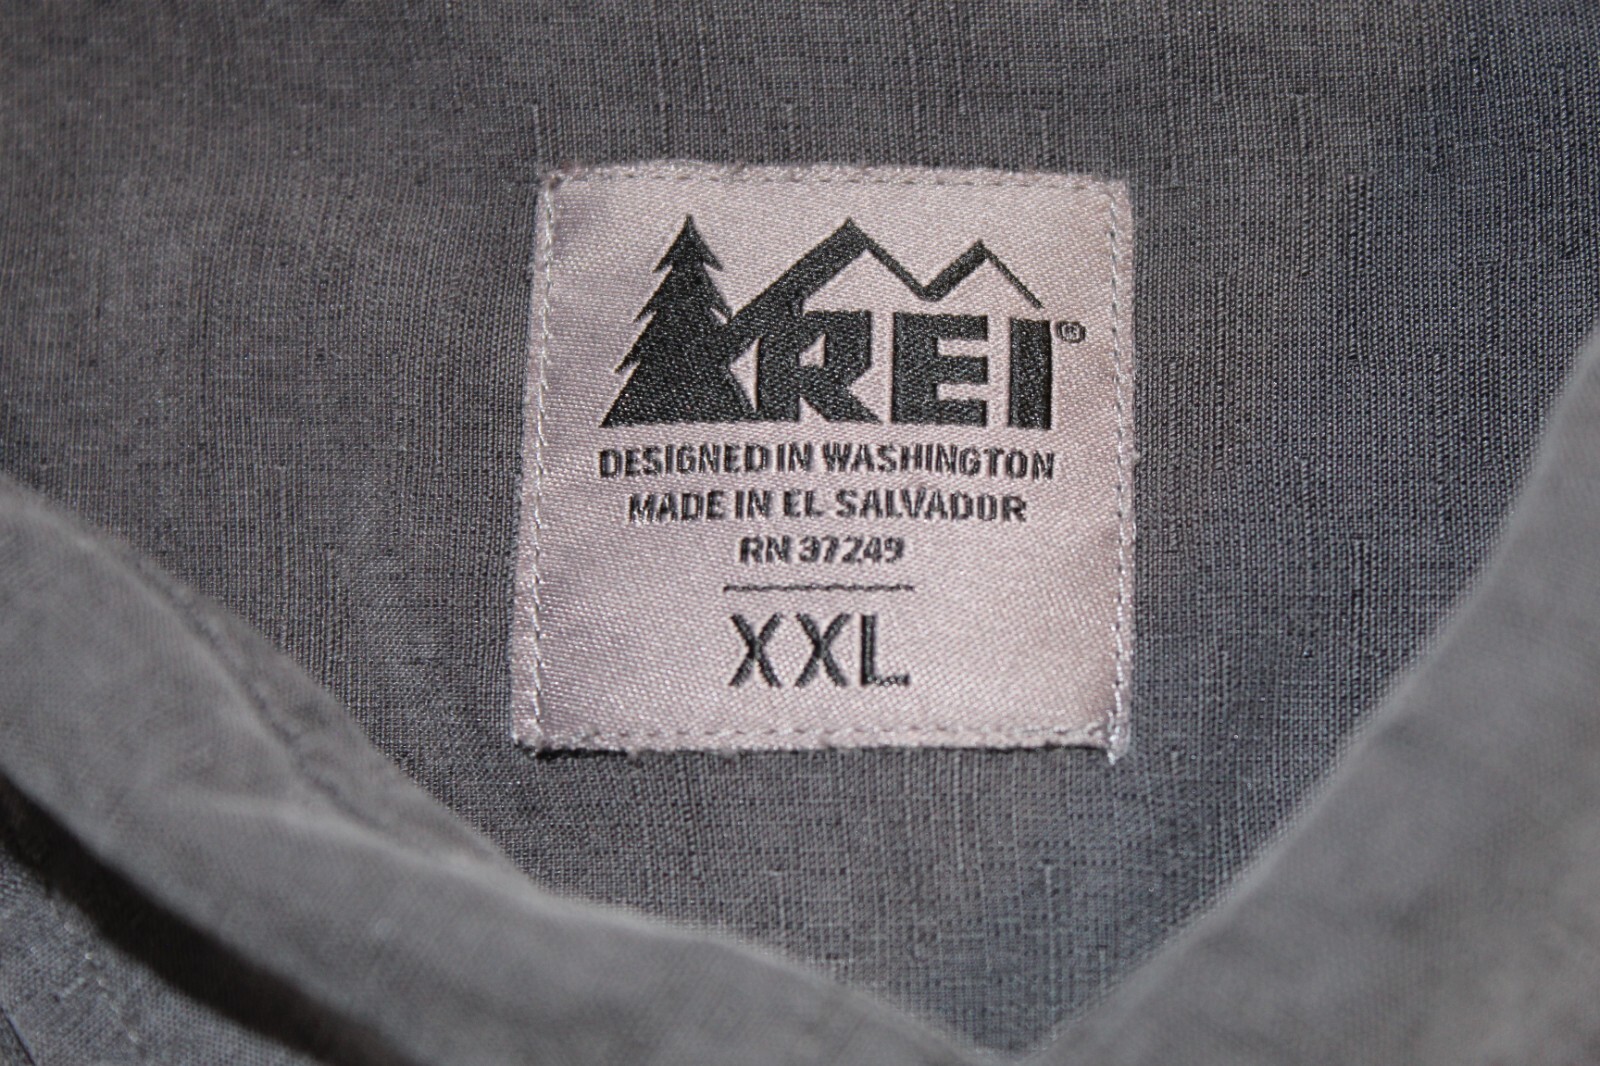 REI®
DESIGNED IN WASHINGTON
MADE IN EL SALVADOR
RN 37249
XXL